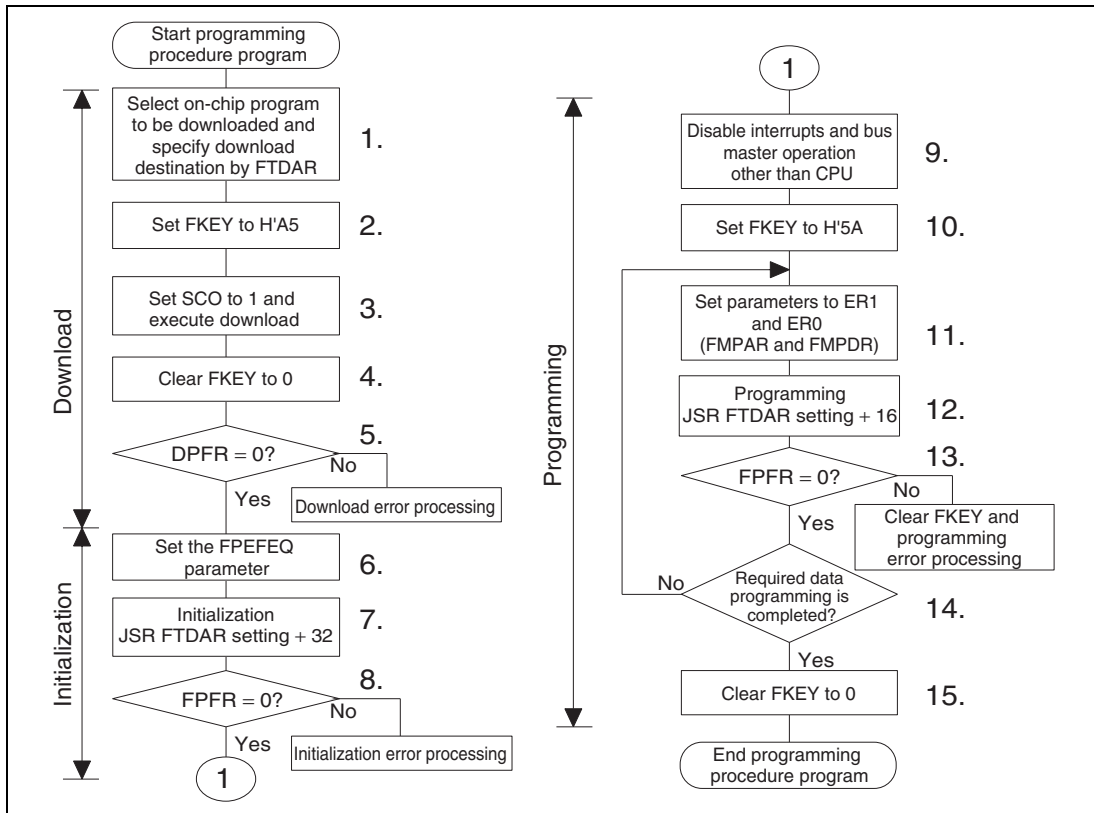 Start programming
procedure program
Download
Select on-chip program
to be downloaded and
specify download
destination by FTDAR
1.
Set FKEY to H'A5
2.
Set SCO to 1 and
execute download
3.
Clear FKEY to 0
4.
DPFR = 0?
5.
No
Yes
Download error processing
Initialization
Set the FPEFEQ
parameter
6.
Initialization
JSR FTDAR setting + 32
7.
FPFR = 0?
8.
No
Yes
Initialization error processing
1
1
Programming
Disable interrupts and bus
master operation
other than CPU
9.
Set FKEY to H'5A
10.
Set parameters to ER1
and ER0
(FMPAR and FMPDR)
11.
Programming
JSR FTDAR setting + 16
12.
FPFR = 0?
13.
No
Yes
Clear FKEY and
programming
error processing
No
Required data
programming is
completed?
14.
Yes
Clear FKEY to 0
15.
End programming
procedure program